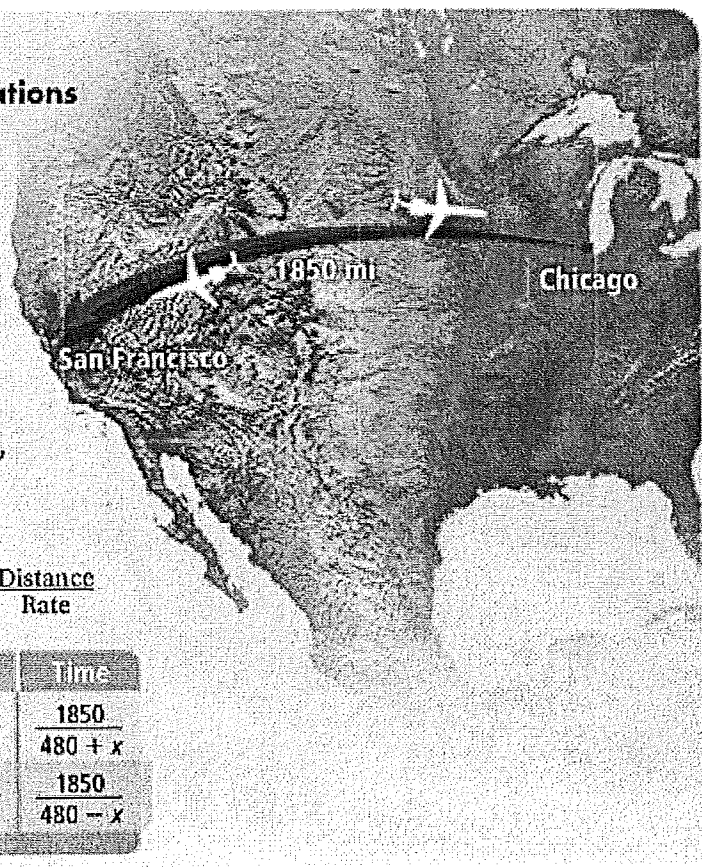 ations
1850 mi
Chicago
San Francisco
,
Distance
Rate
Time
1850
480 + x
1850
480 − x